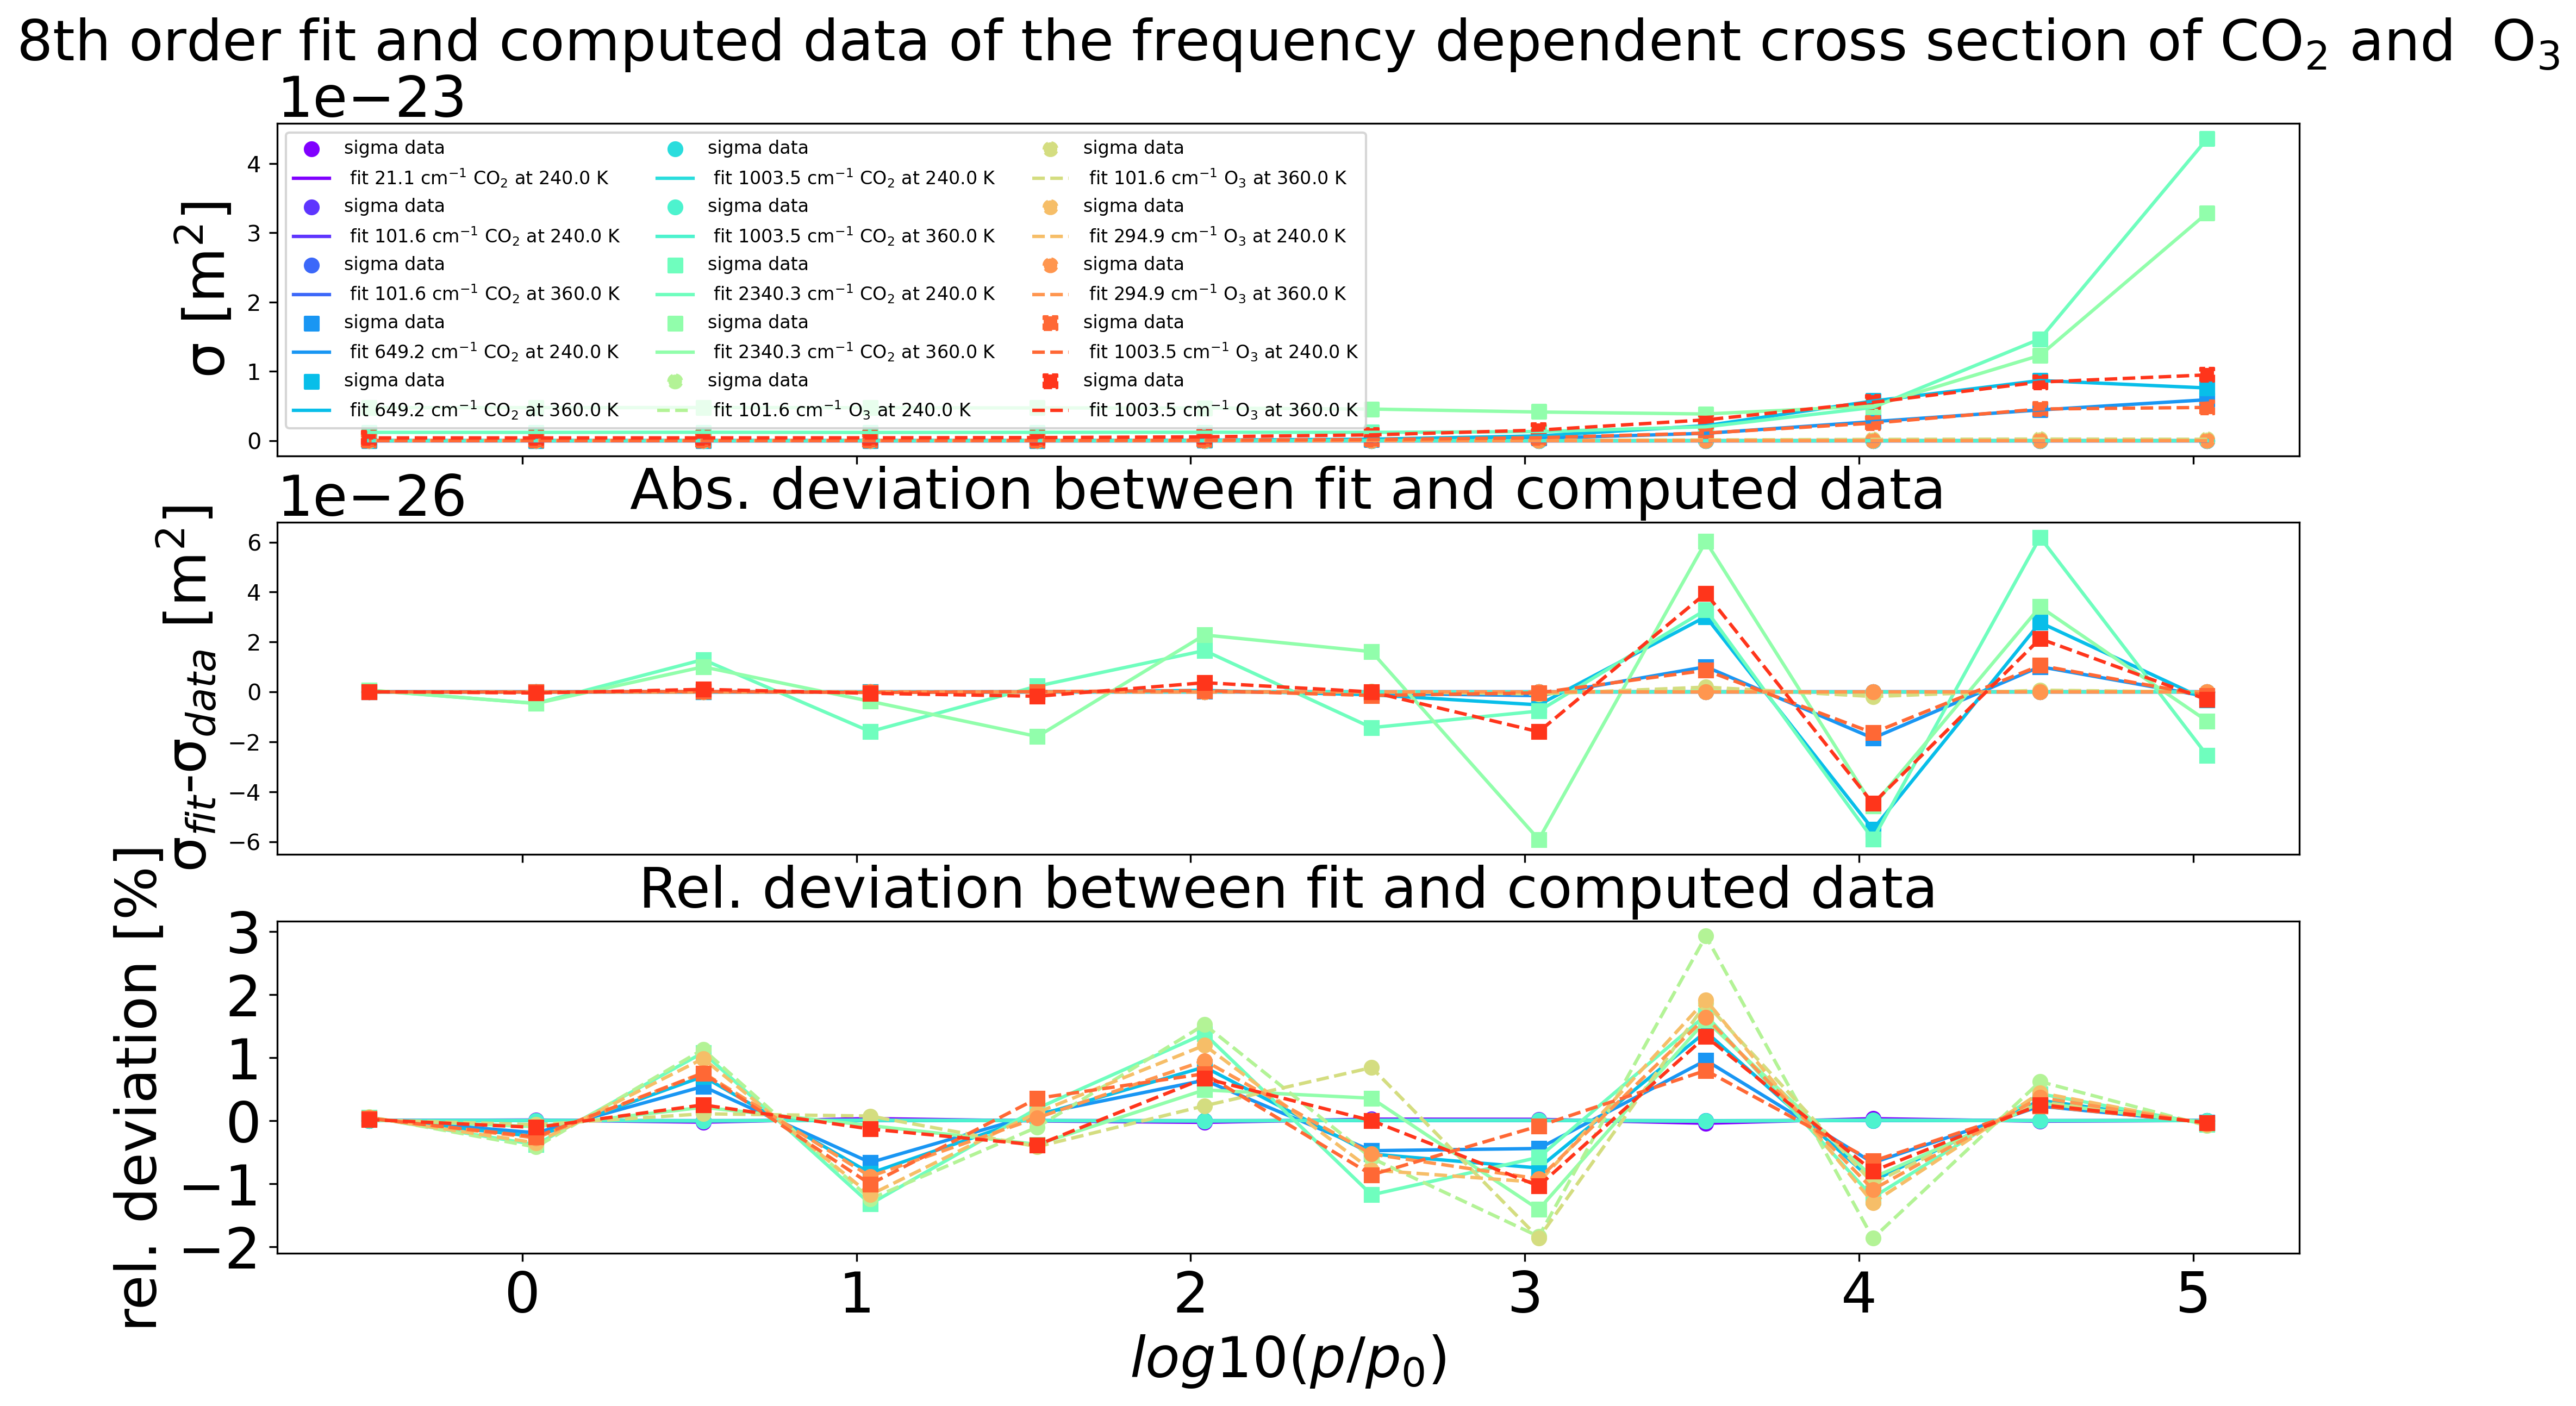 8th order fit and computed data of the frequency dependent cross section of CO₂ and O₃
1e−23
σ [m²]
4
3
2
1
0
sigma data
fit 21.1 cm⁻¹ CO₂ at 240.0 K
sigma data
fit 101.6 cm⁻¹ CO₂ at 240.0 K
sigma data
fit 101.6 cm⁻¹ CO₂ at 360.0 K
sigma data
fit 649.2 cm⁻¹ CO₂ at 240.0 K
sigma data
fit 649.2 cm⁻¹ CO₂ at 360.0 K
sigma data
fit 1003.5 cm⁻¹ CO₂ at 240.0 K
sigma data
fit 1003.5 cm⁻¹ CO₂ at 360.0 K
sigma data
fit 2340.3 cm⁻¹ CO₂ at 240.0 K
sigma data
fit 2340.3 cm⁻¹ CO₂ at 360.0 K
sigma data
fit 101.6 cm⁻¹ O₃ at 240.0 K
sigma data
fit 101.6 cm⁻¹ O₃ at 360.0 K
sigma data
fit 294.9 cm⁻¹ O₃ at 240.0 K
sigma data
fit 294.9 cm⁻¹ O₃ at 360.0 K
sigma data
fit 1003.5 cm⁻¹ O₃ at 240.0 K
sigma data
fit 1003.5 cm⁻¹ O₃ at 360.0 K
Abs. deviation between fit and computed data
1e−26
σ_fit-σ_data [m²]
6
4
2
0
−2
−4
−6
Rel. deviation between fit and computed data
rel. deviation [%]
3
2
1
0
−1
−2
0 1 2 3 4 5
log10(p/p₀)